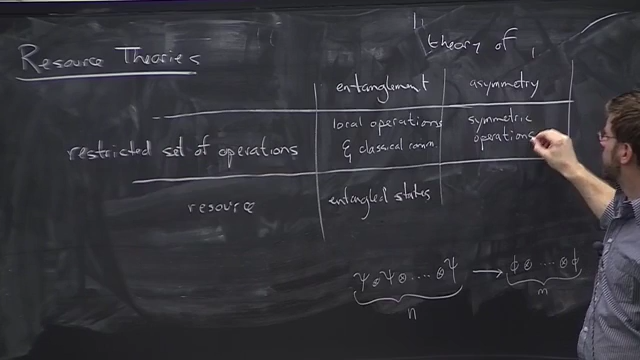 Resource Theories
theory of
entanglement asymmetry
restricted set of operations local operations & classical comm. symmetric operations
resource entangled states
ψ ⊗ ψ ⊗ .... ⊗ ψ → ϕ ⊗ .... ⊗ ϕ
n m